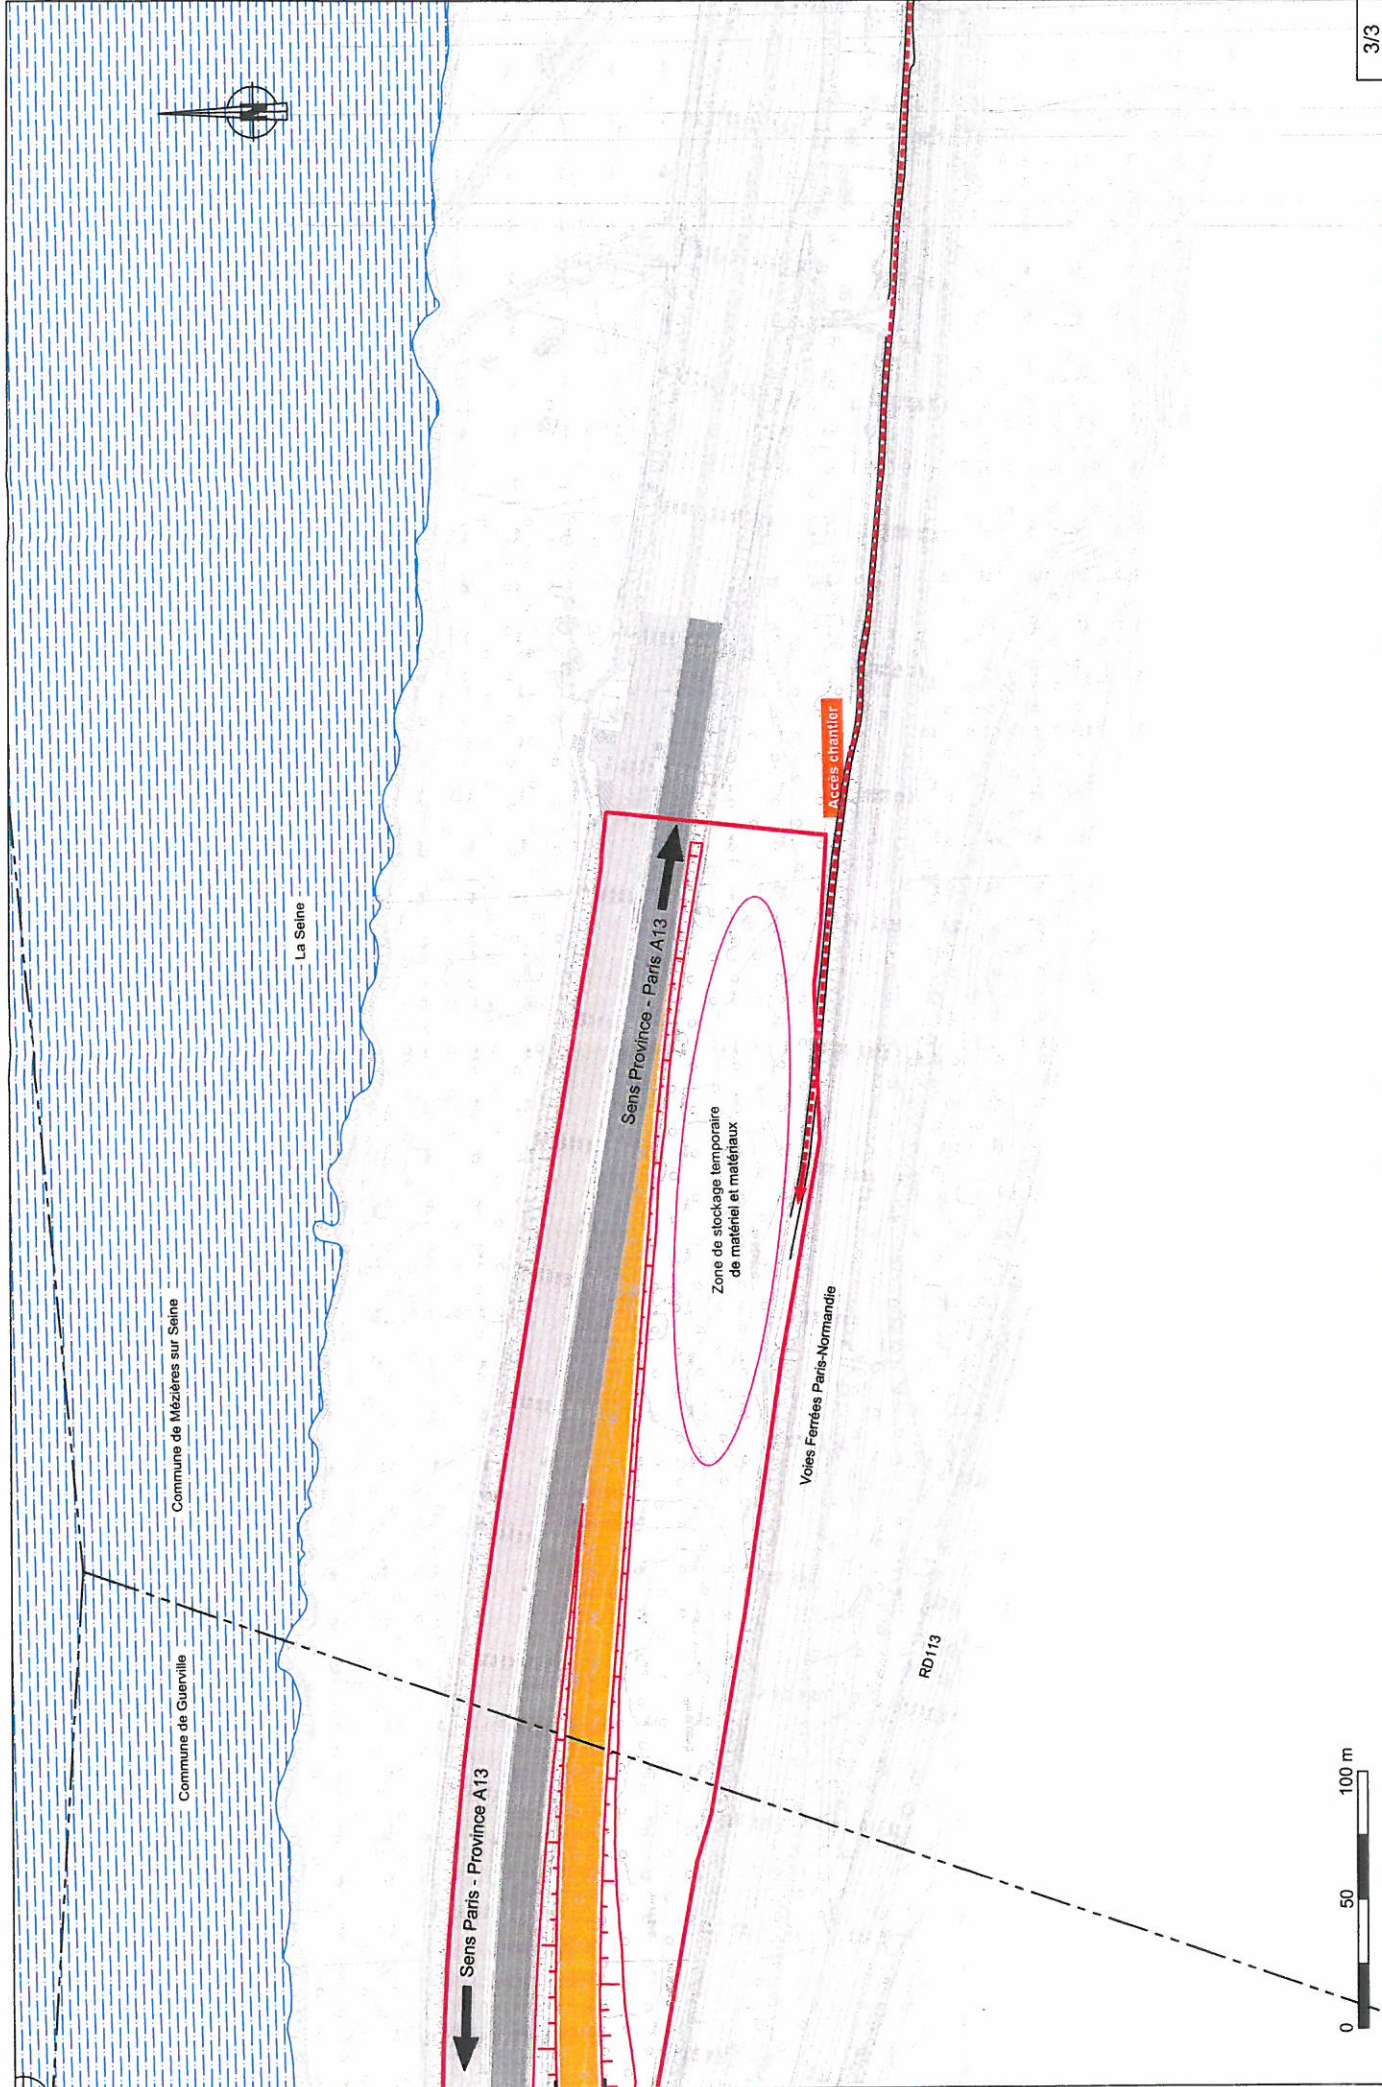 N
La Seine
Commune de Mézières sur Seine
Commune de Guerville
Sens Paris - Province A13
Sens Province - Paris A13
Zone de stockage temporaire
de matériel et matériaux
Accès chantier
Voies Ferrées Paris-Normandie
RD113
0 50 100 m
3/3